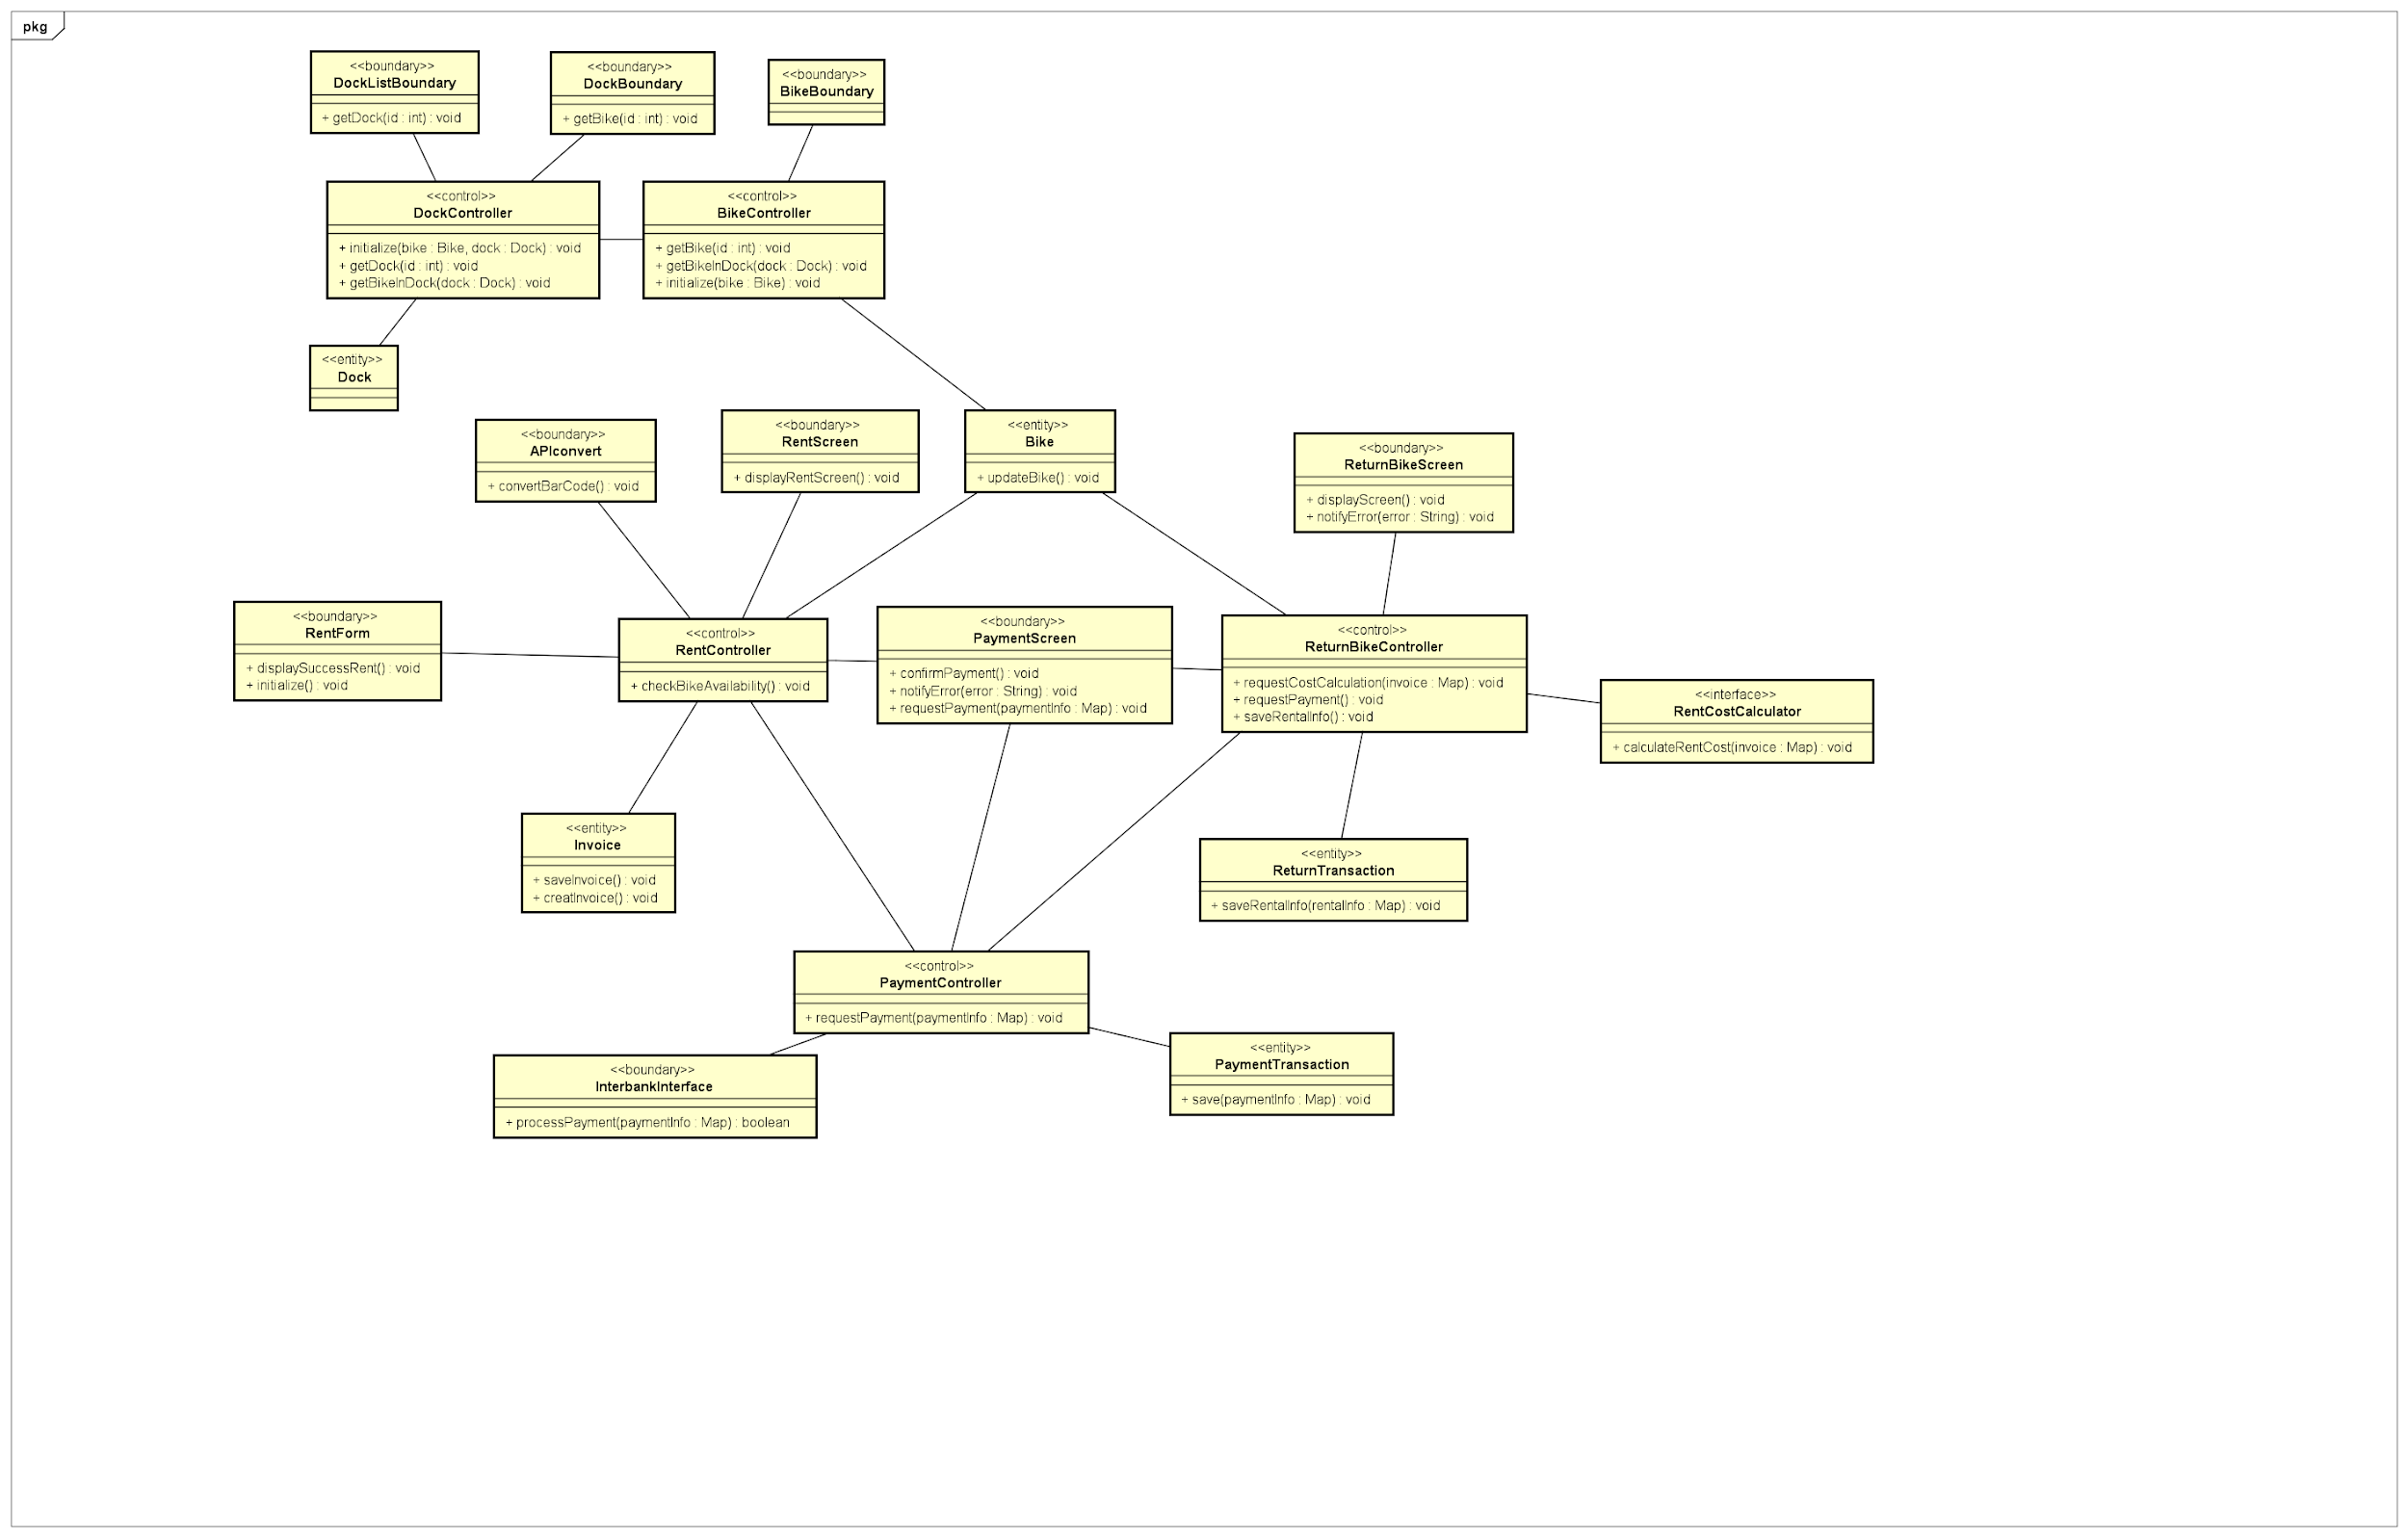 pkg
<<boundary>>
DockListBoundary
+ getDock(id : int) : void
<<boundary>>
DockBoundary
+ getBike(id : int) : void
<<boundary>>
BikeBoundary
<<control>>
DockController
+ initialize(bike : Bike, dock : Dock) : void
+ getDock(id : int) : void
+ getBikeInDock(dock : Dock) : void
<<control>>
BikeController
+ getBike(id : int) : void
+ getBikeInDock(dock : Dock) : void
+ initialize(bike : Bike) : void
<<entity>>
Dock
<<boundary>>
APIconvert
+ convertBarCode() : void
<<boundary>>
RentScreen
+ displayRentScreen() : void
<<entity>>
Bike
+ updateBike() : void
<<boundary>>
ReturnBikeScreen
+ displayScreen() : void
+ notifyError(error : String) : void
<<boundary>>
RentForm
+ displaySuccessRent() : void
+ initialize() : void
<<control>>
RentController
+ checkBikeAvailability() : void
<<boundary>>
PaymentScreen
+ confirmPayment() : void
+ notifyError(error : String) : void
+ requestPayment(paymentInfo : Map) : void
<<control>>
ReturnBikeController
+ requestCostCalculation(invoice : Map) : void
+ requestPayment() : void
+ saveRentalInfo() : void
<<interface>>
RentCostCalculator
+ calculateRentCost(invoice : Map) : void
<<entity>>
Invoice
+ saveInvoice() : void
+ creatInvoice() : void
<<entity>>
ReturnTransaction
+ saveRentalInfo(rentalInfo : Map) : void
<<control>>
PaymentController
+ requestPayment(paymentInfo : Map) : void
<<boundary>>
InterbankInterface
+ processPayment(paymentInfo : Map) : boolean
<<entity>>
PaymentTransaction
+ save(paymentInfo : Map) : void